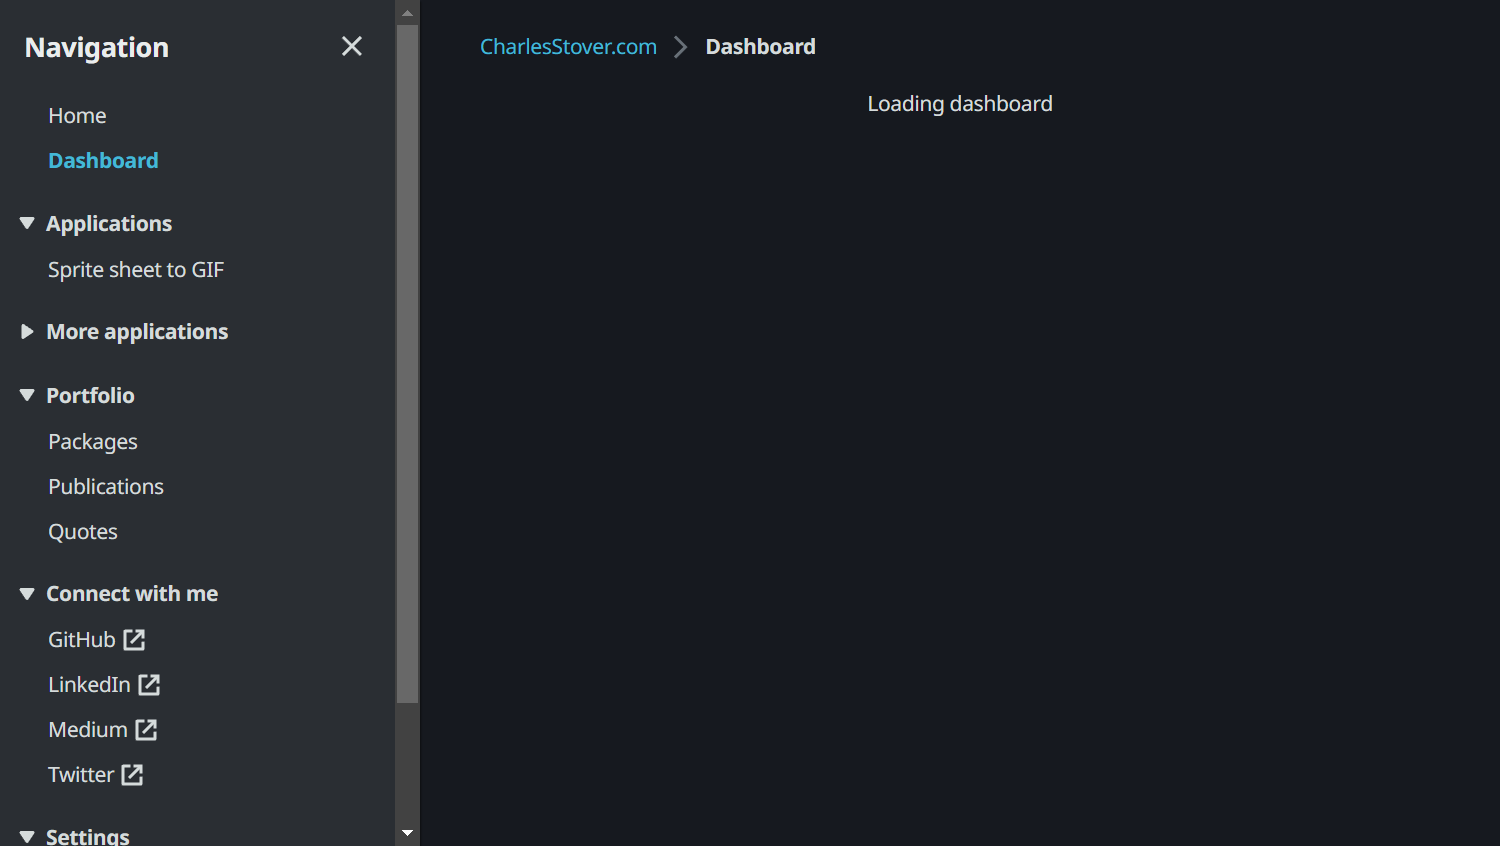 Navigation
Home
Dashboard
Applications
Sprite sheet to GIF
More applications
Portfolio
Packages
Publications
Quotes
Connect with me
GitHub
LinkedIn
Medium
Twitter
Settings
CharlesStover.com
Dashboard
Loading dashboard